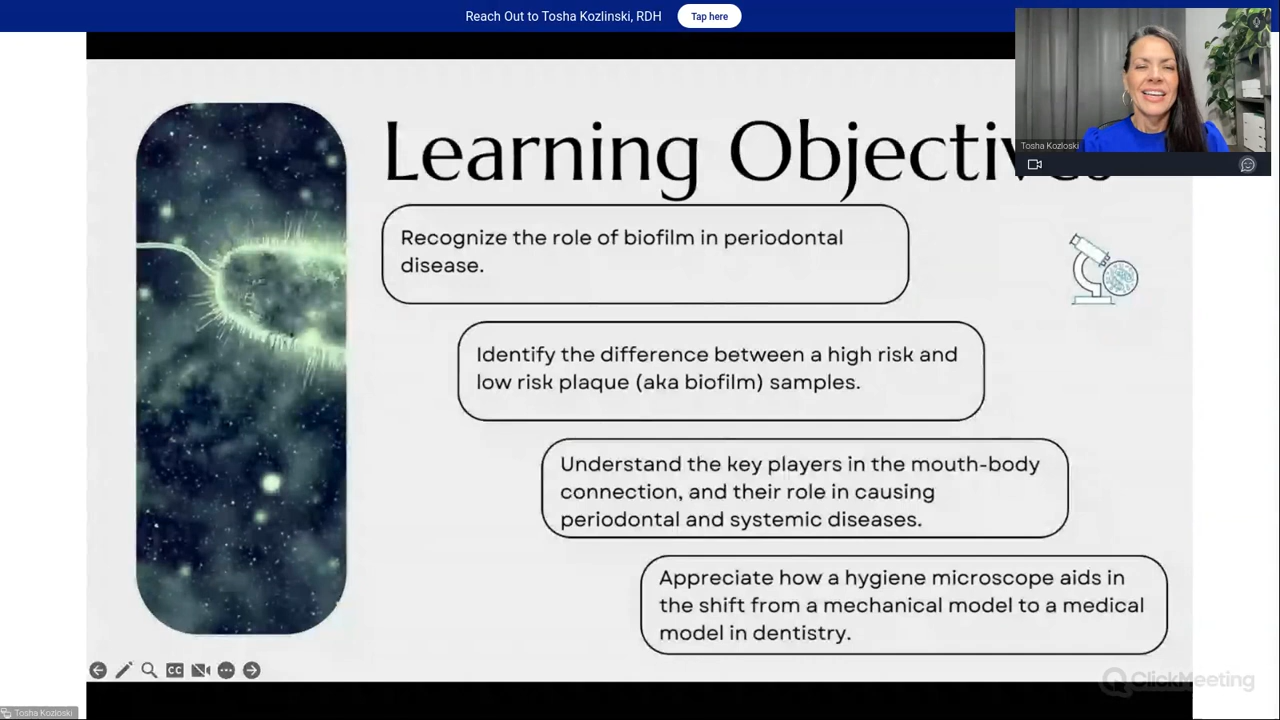 Reach Out to Tosha Kozlinski, RDH
Tap here
Tosha Kozloski
Learning Objectives
Recognize the role of biofilm in periodontal
disease.
Identify the difference between a high risk and
low risk plaque (aka biofilm) samples.
Understand the key players in the mouth-body
connection, and their role in causing
periodontal and systemic diseases.
Appreciate how a hygiene microscope aids in
the shift from a mechanical model to a medical
model in dentistry.
CC
ClickMeeting
Tosha Kozloski